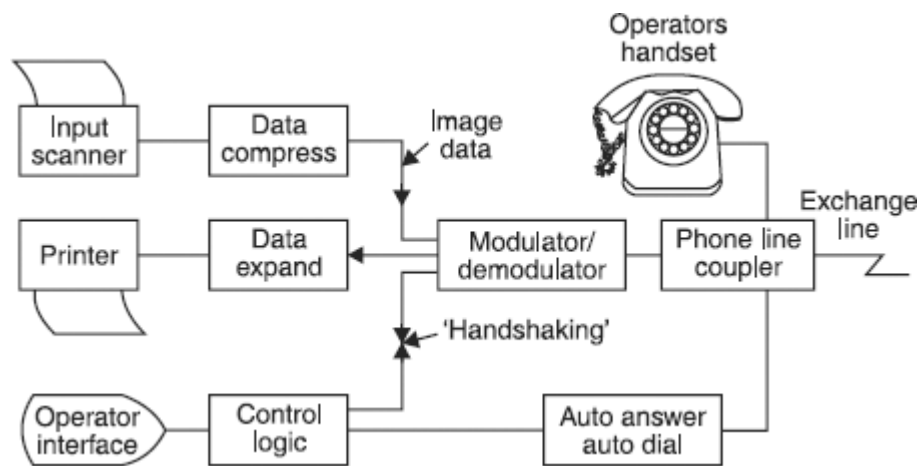 Operators
handset
Input
scanner
Data
compress
Image
data
Exchange
line
Printer
Data
expand
Modulator/
demodulator
Phone line
coupler
'Handshaking'
Operator
interface
Control
logic
Auto answer
auto dial